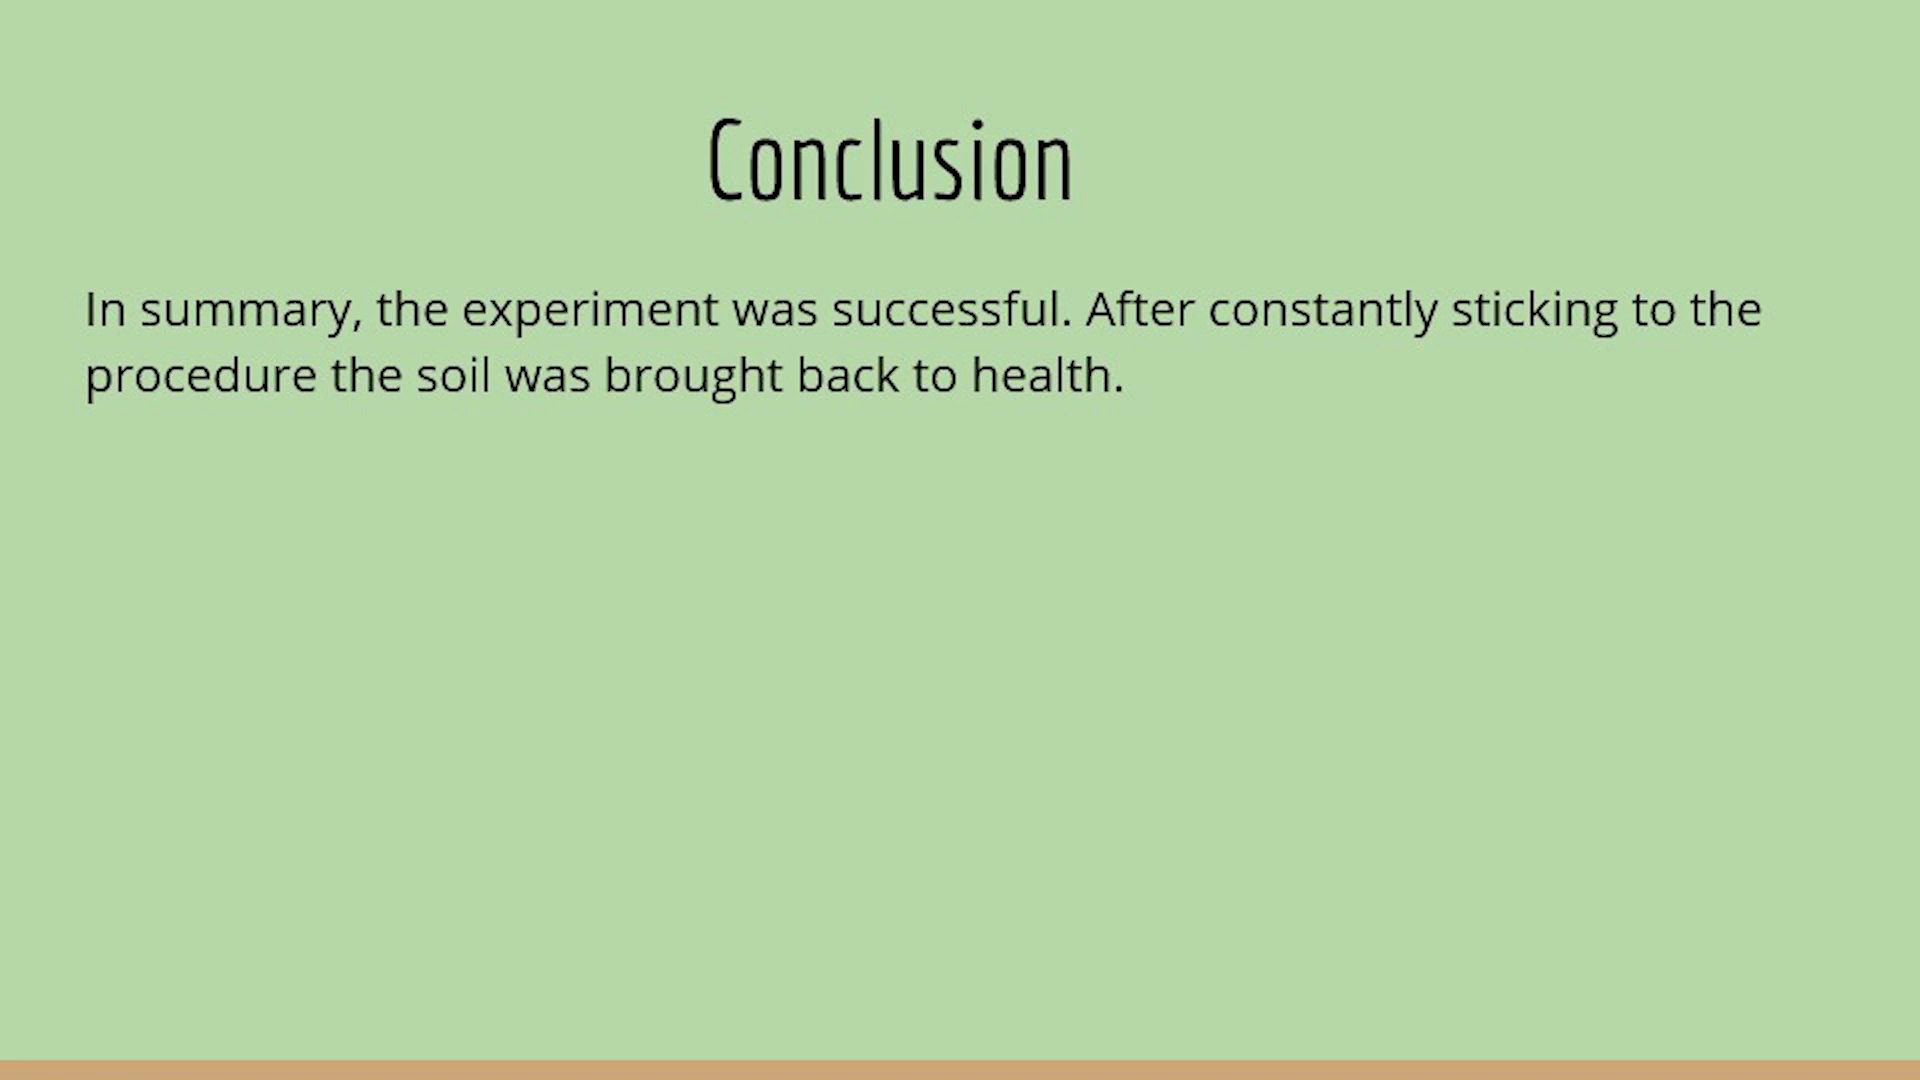 Conclusion
In summary, the experiment was successful. After constantly sticking to the
procedure the soil was brought back to health.